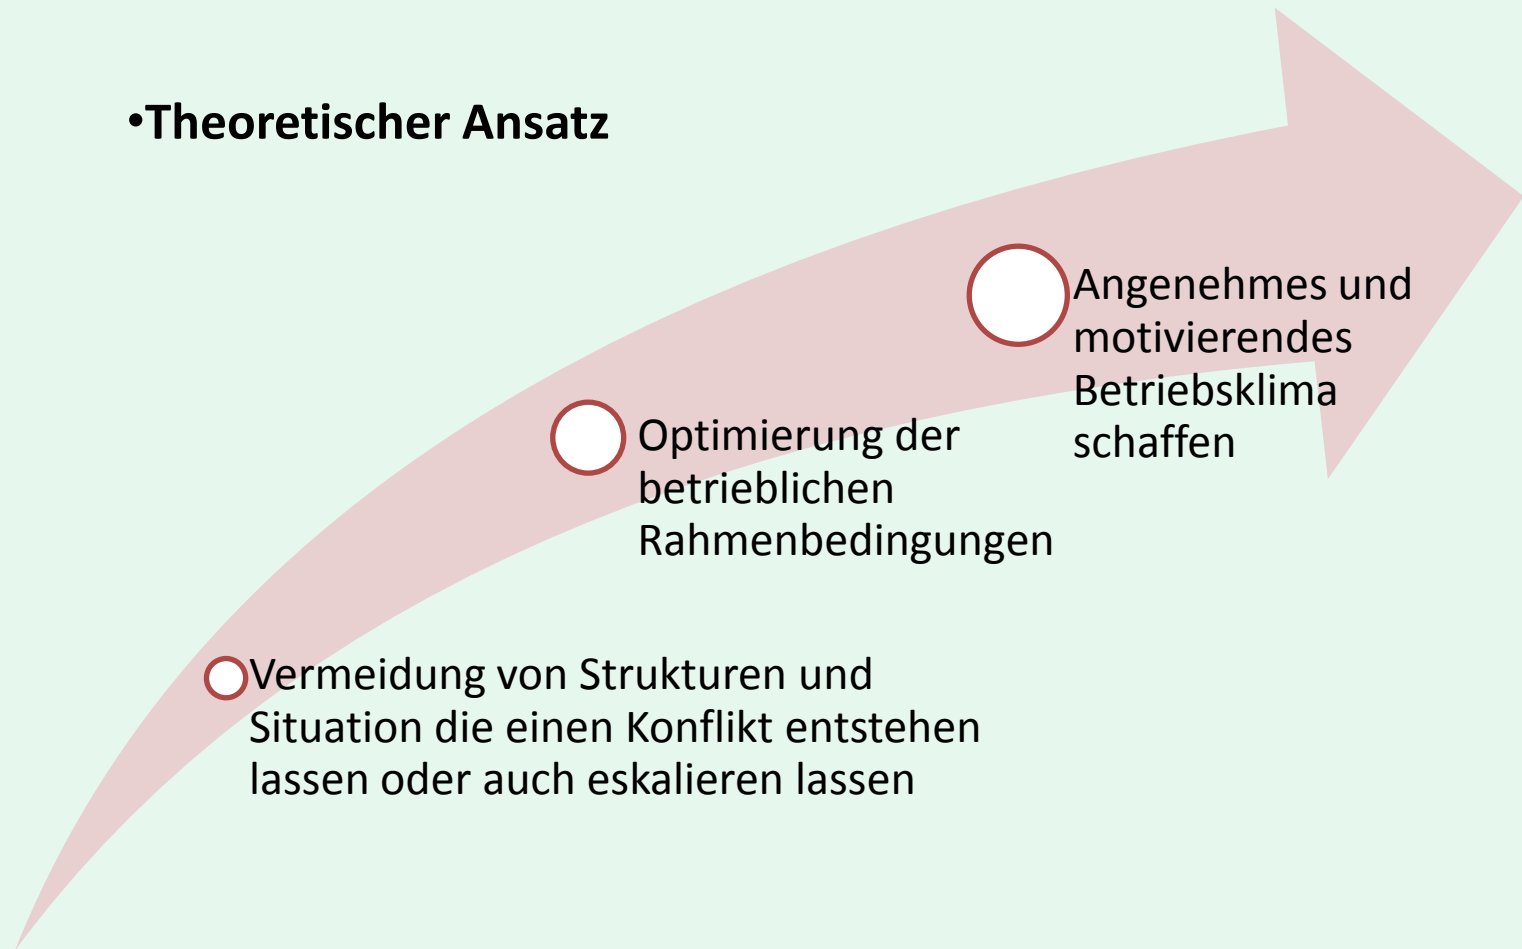 •Theoretischer Ansatz
Angenehmes und
motivierendes
Betriebsklima
schaffen
Optimierung der
betrieblichen
Rahmenbedingungen
Vermeidung von Strukturen und
Situation die einen Konflikt entstehen
lassen oder auch eskalieren lassen